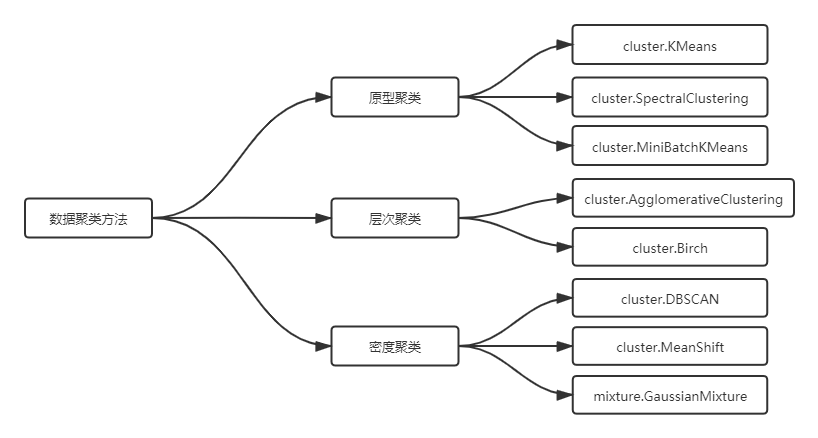 数据聚类方法
原型聚类
cluster.KMeans
cluster.SpectralClustering
cluster.MiniBatchKMeans
层次聚类
cluster.AgglomerativeClustering
cluster.Birch
密度聚类
cluster.DBSCAN
cluster.MeanShift
mixture.GaussianMixture